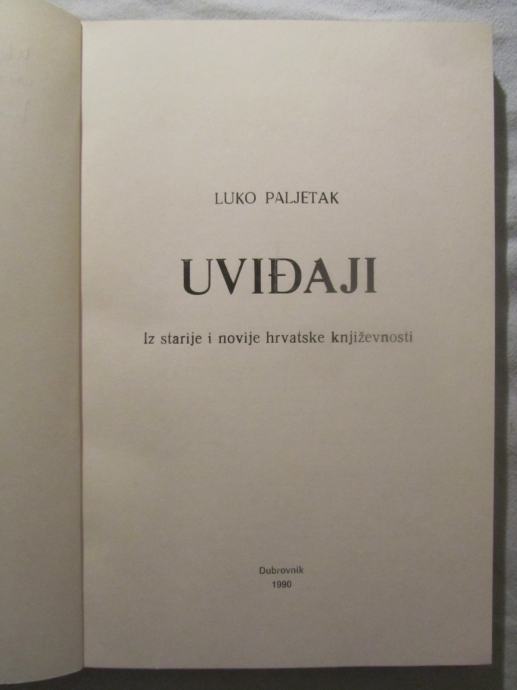 LUKO PALJETAK
UVIĐAJI
Iz starije i novije hrvatske književnosti
Dubrovnik
1990